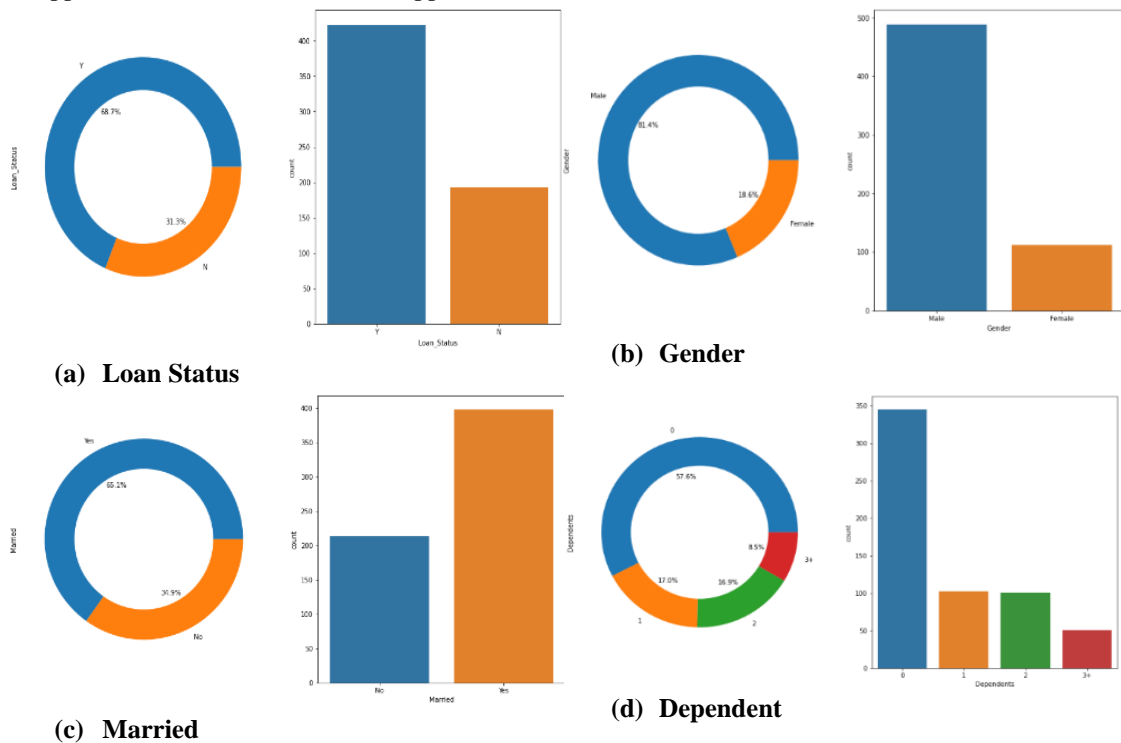 Y
68.7%
31.3%
N
Loan_Status
400
350
300
250
200
150
100
50
0
count
Y
N
Loan_Status
(a) Loan Status
Male
81.4%
18.6%
Female
Gender
500
400
300
200
100
0
count
Male
Female
Gender
(b) Gender
Yes
34.9%
No
Married
400
350
300
250
200
150
100
50
0
count
No
Yes
Married
(c) Married
0
57.6%
8.5%
3+
17.0%
16.9%
1
2
Dependents
350
300
250
200
150
100
50
0
count
0
1
2
3+
Dependents
(d) Dependent